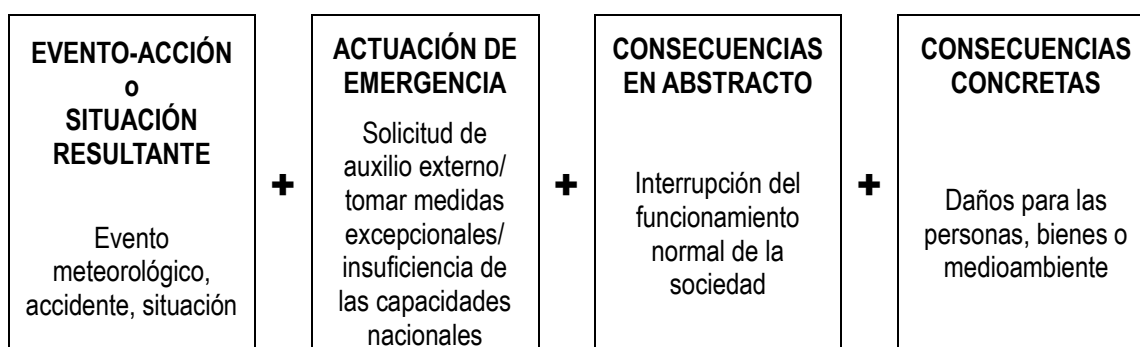 EVENTO-ACCIÓN
o
SITUACIÓN
RESULTANTE
Evento
meteorológico,
accidente, situación
+
ACTUACIÓN DE
EMERGENCIA
Solicitud de
auxilio externo/
tomar medidas
excepcionales/
insuficiencia de
las capacidades
nacionales
+
CONSECUENCIAS
EN ABSTRACTO
Interrupción del
funcionamiento
normal de la
sociedad
+
CONSECUENCIAS
CONCRETAS
Daños para las
personas, bienes o
medioambiente